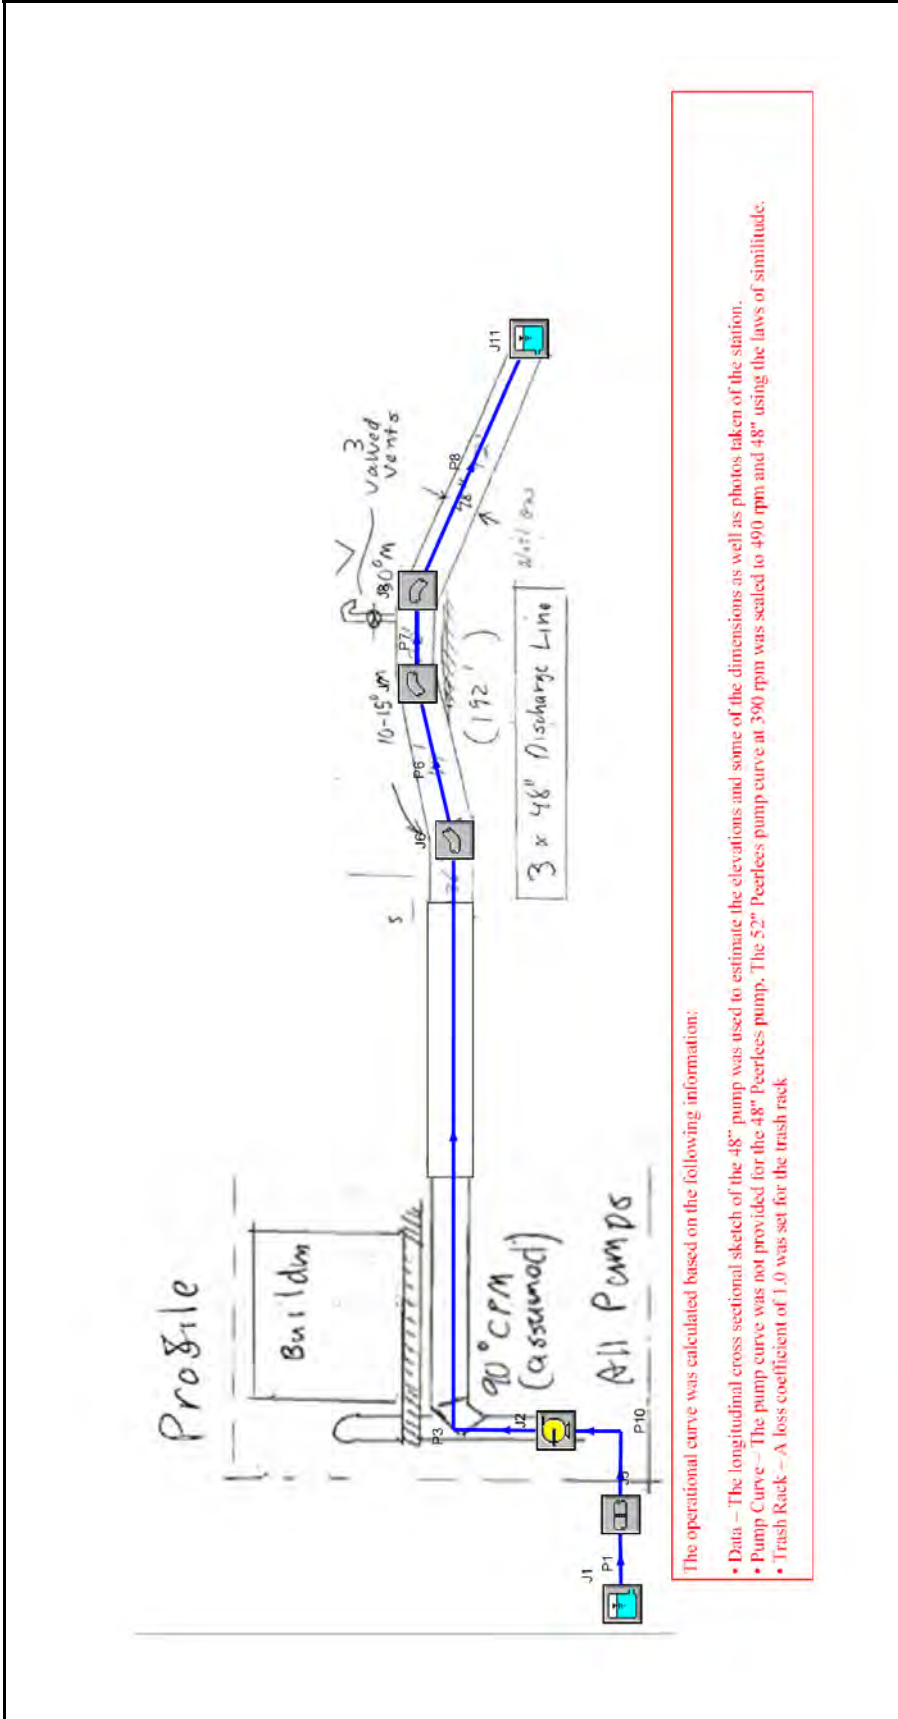 Profile
Buildm
90° CPM
(assumed)
All Pumps
3
valved
vents
10-15° M
J8
30° M
(192')
3 x 48" Discharge Line
48"
S
J1
P1
J3
P10
J2
P3
J6
P6
P7
P8
J11
The operational curve was calculated based on the following information:
• Data – The longitudinal cross sectional sketch of the 48" pump was used to estimate the elevations and some of the dimensions as well as photos taken of the station.
• Pump Curve – The pump curve was not provided for the 48" Peerlees pump. The 52" Peerlees pump curve at 390 rpm was scaled to 490 rpm and 48" using the laws of similitude.
• Trash Rack – A loss coefficient of 1.0 was set for the trash rack